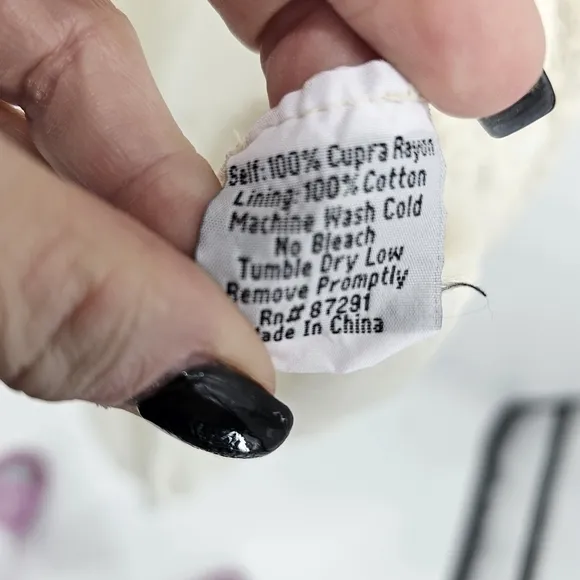 Self:100% Cupra Rayon
Lining:100% Cotton
Machine Wash Cold
No Bleach
Tumble Dry Low
Remove Promptly
Rn# 87291
Made In China